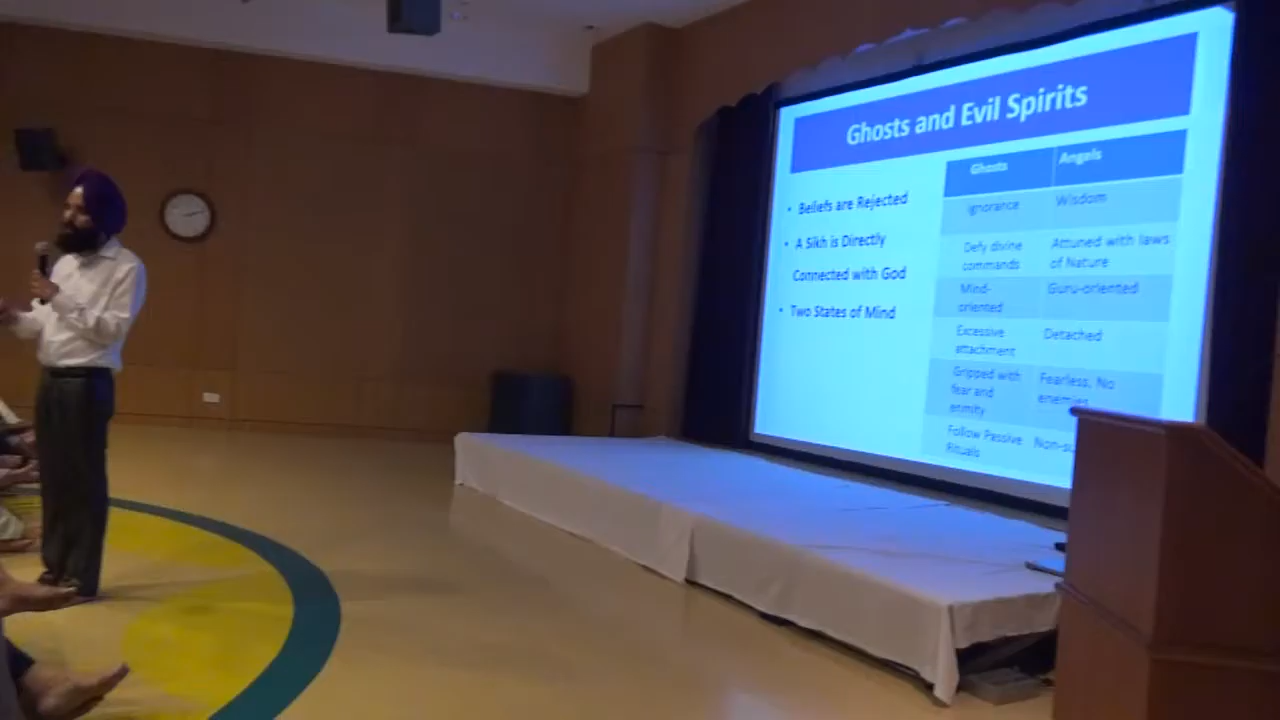 Ghosts and Evil Spirits
• Beliefs are Rejected
• A Sikh is Directly
Connected with God
• Two States of Mind
Ghosts Angels
Ignorance Wisdom
Defy divine
commands
Attuned with laws
of Nature
Mind-
oriented
Guru-oriented
Excessive
attachment
Detached
Gripped with
fear and
enmity
Fearless, No
enemies
Follow Passive
Rituals